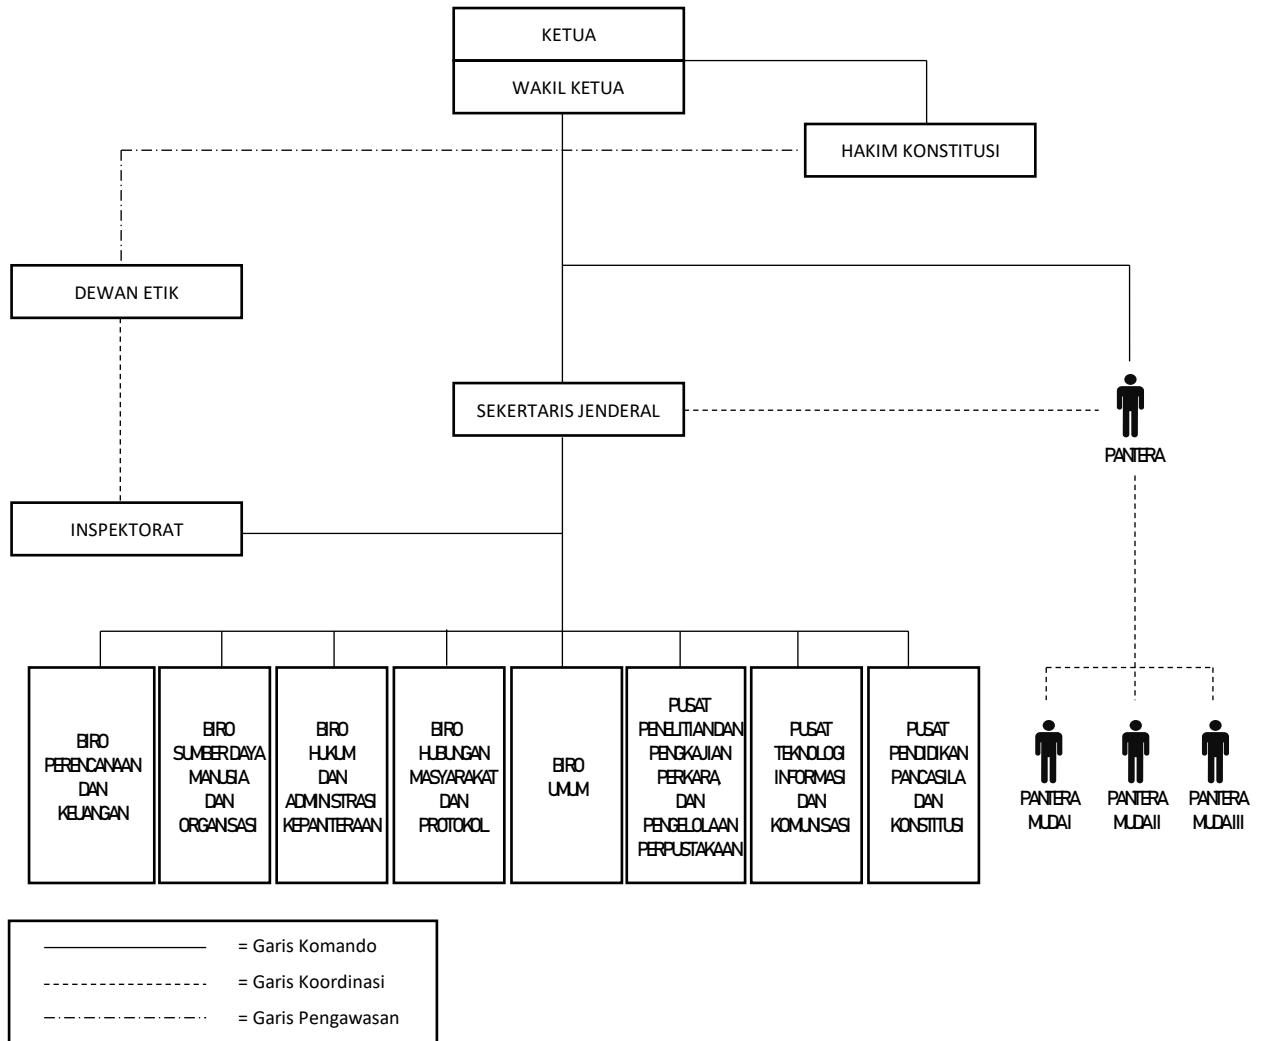 KETUA
WAKIL KETUA
HAKIM KONSTITUSI
DEWAN ETIK
SEKERTARIS JENDERAL
PANTERA
INSPEKTORAT
BIRO
PERENCANAAN
DAN
KEUANGAN
BIRO
SUMBER DAYA
MANUSIA
DAN
ORGANSASI
BIRO
HUKUM
DAN
ADMINISTRASI
KEPANTERAAN
BIRO
HUBUNGAN
MASYARAKAT
DAN
PROTOKOL
BIRO
UMUM
PUSAT
PENELITIAN DAN
PENGKAJIAN
PERKARA,
DAN
PENGELOLAAN
PERPUSTAKAAN
PUSAT
TEKNOLOGI
INFORMASI
DAN
KOMUNISASI
PUSAT
PENDIDIKAN
PANCASILA
DAN
KONSTITUSI
PANTERA
MUDA I
PANTERA
MUDA II
PANTERA
MUDA III
= Garis Komando
= Garis Koordinasi
= Garis Pengawasan